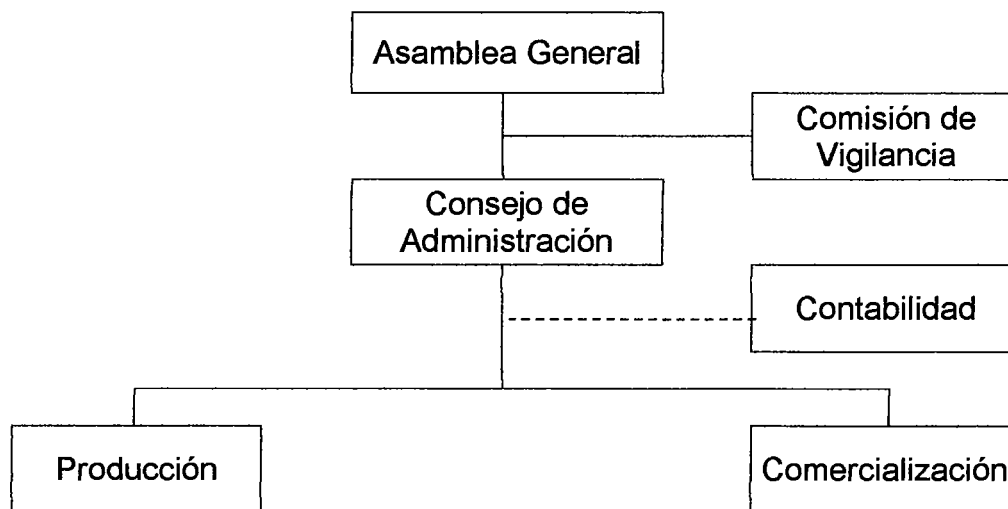 Asamblea General
Comisión de
Vigilancia
Consejo de
Administración
Contabilidad
Producción
Comercialización